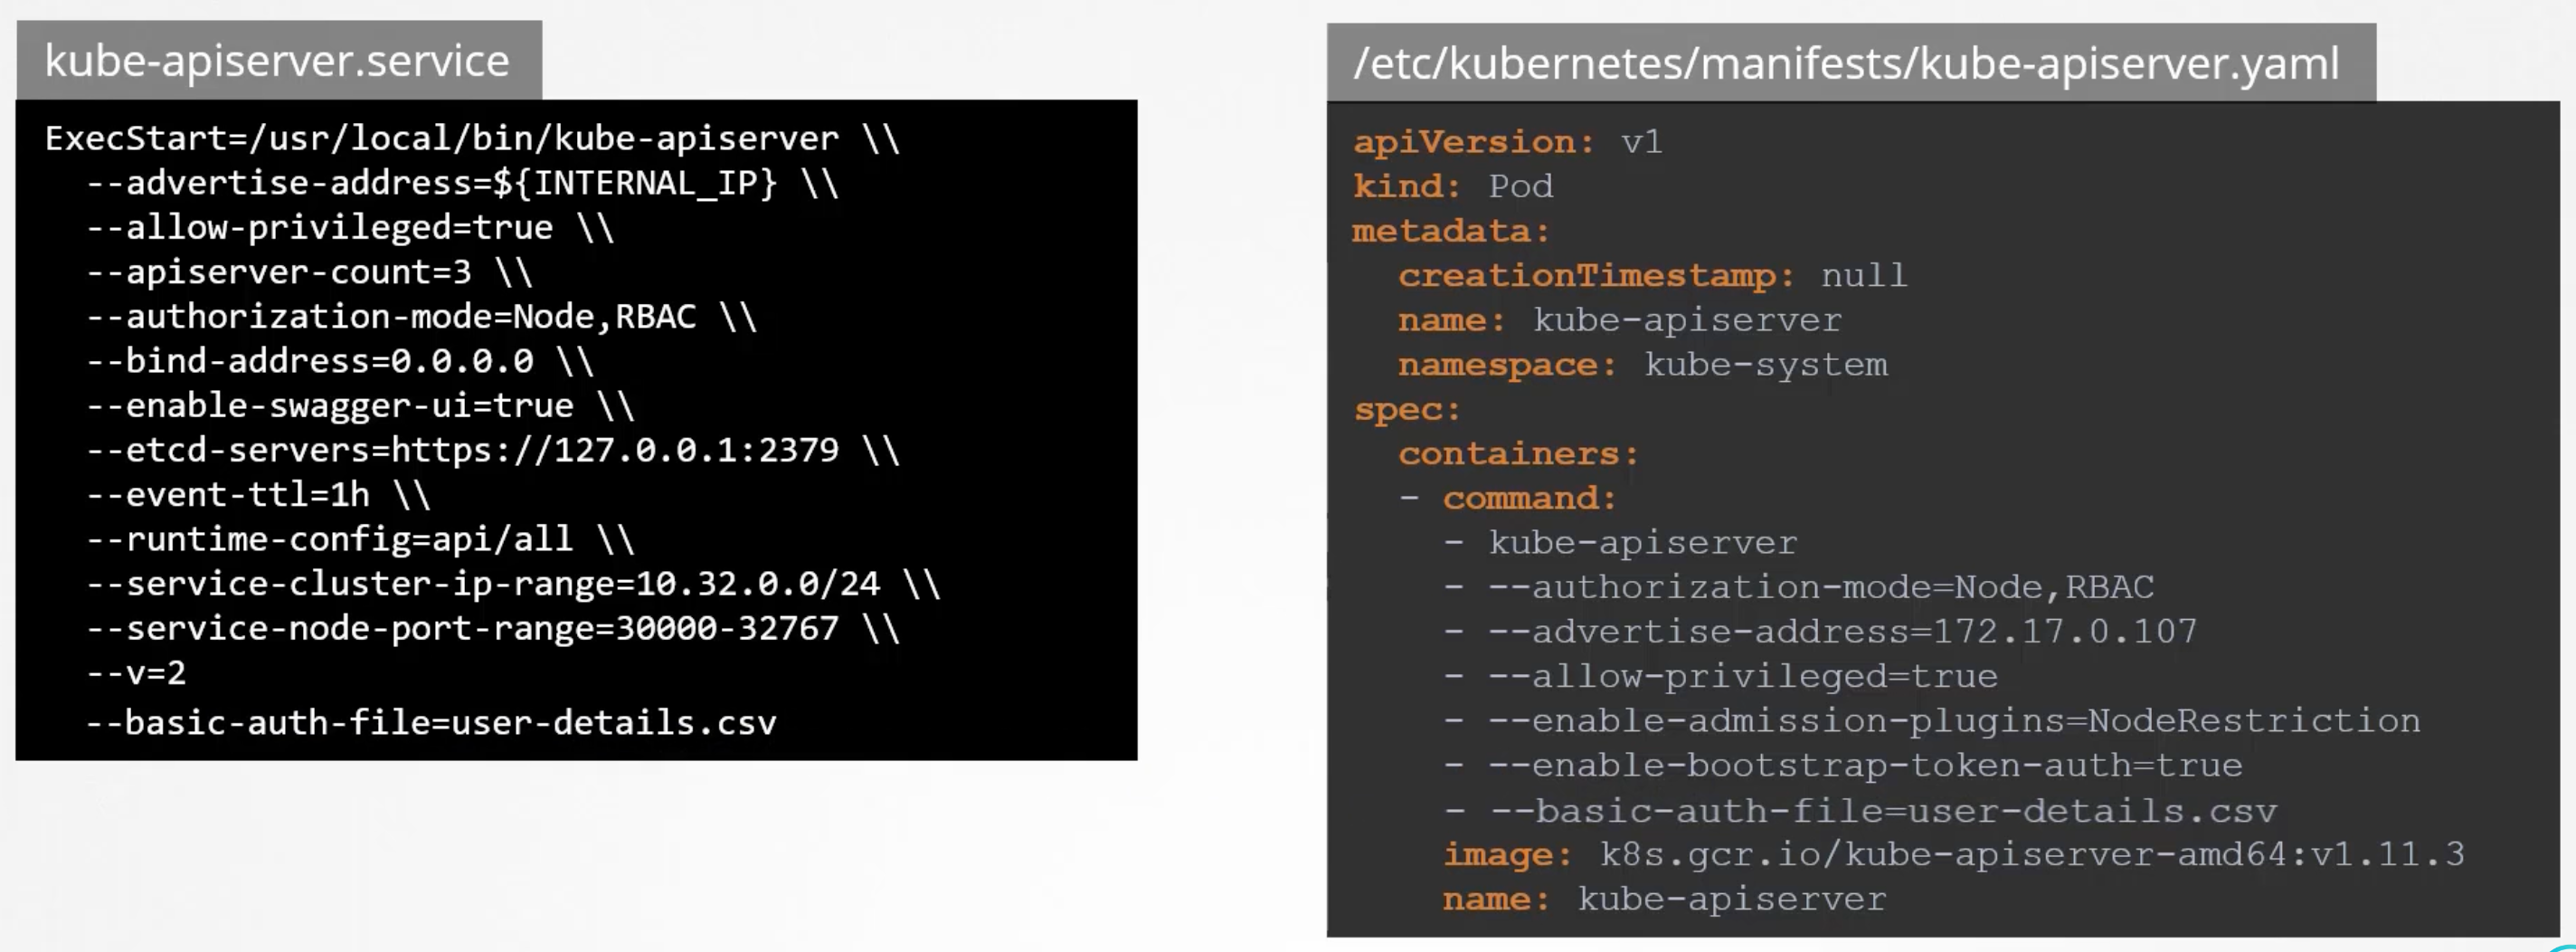 kube-apiserver.service
ExecStart=/usr/local/bin/kube-apiserver \\
--advertise-address=${INTERNAL_IP} \\
--allow-privileged=true \\
--apiserver-count=3 \\
--authorization-mode=Node,RBAC \\
--bind-address=0.0.0.0 \\
--enable-swagger-ui=true \\
--etcd-servers=https://127.0.0.1:2379 \\
--event-ttl=1h \\
--runtime-config=api/all \\
--service-cluster-ip-range=10.32.0.0/24 \\
--service-node-port-range=30000-32767 \\
--v=2
--basic-auth-file=user-details.csv
/etc/kubernetes/manifests/kube-apiserver.yaml
apiVersion: v1
kind: Pod
metadata:
  creationTimestamp: null
  name: kube-apiserver
  namespace: kube-system
spec:
  containers:
  - command:
    - kube-apiserver
    - --authorization-mode=Node,RBAC
    - --advertise-address=172.17.0.107
    - --allow-privileged=true
    - --enable-admission-plugins=NodeRestriction
    - --enable-bootstrap-token-auth=true
    - --basic-auth-file=user-details.csv
    image: k8s.gcr.io/kube-apiserver-amd64:v1.11.3
    name: kube-apiserver